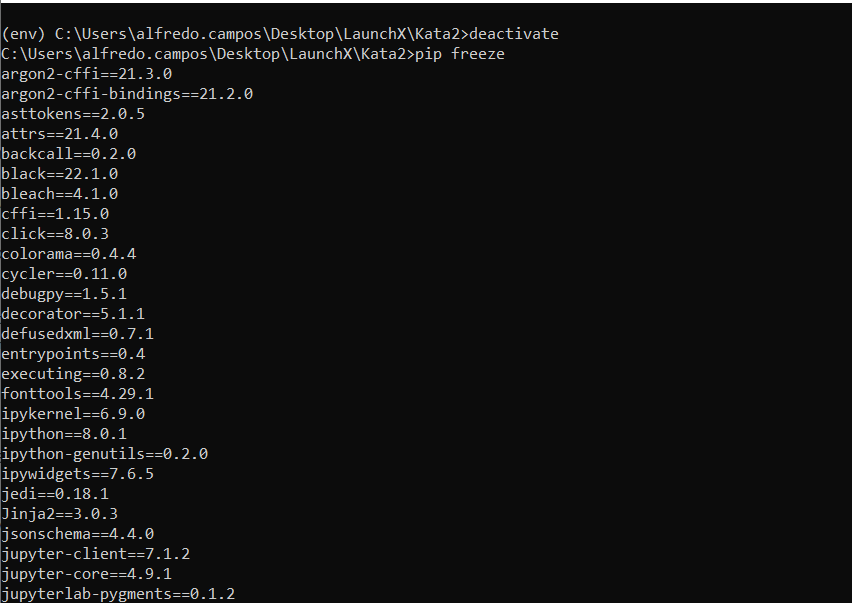 (env) C:\Users\alfredo.campos\Desktop\LaunchX\Kata2>deactivate
C:\Users\alfredo.campos\Desktop\LaunchX\Kata2>pip freeze
argon2-cffi==21.3.0
argon2-cffi-bindings==21.2.0
asttokens==2.0.5
attrs==21.4.0
backcall==0.2.0
black==22.1.0
bleach==4.1.0
cffi==1.15.0
click==8.0.3
colorama==0.4.4
cycler==0.11.0
debugpy==1.5.1
decorator==5.1.1
defusedxml==0.7.1
entrypoints==0.4
executing==0.8.2
fonttools==4.29.1
ipykernel==6.9.0
ipython==8.0.1
ipython-genutils==0.2.0
ipywidgets==7.6.5
jedi==0.18.1
Jinja2==3.0.3
jsonschema==4.4.0
jupyter-client==7.1.2
jupyter-core==4.9.1
jupyterlab-pygments==0.1.2